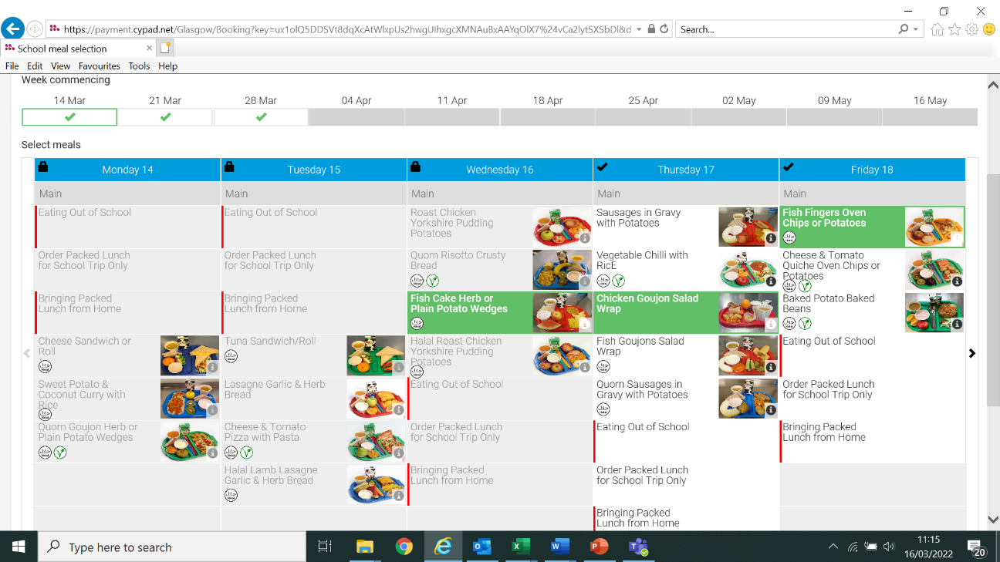 https://payment.cypad.net/Glasgow/Booking?key=ux1olQ5DDSVt8dqXcAtWlxpUs2hwgUIhxgcXMNAuBxAAYqOlX7%24vCa2lytSXSbDl&d
Search...
School meal selection
File Edit View Favourites Tools Help
Week commencing
14 Mar 21 Mar 28 Mar 04 Apr 11 Apr 18 Apr 25 Apr 02 May 09 May 16 May
Select meals
Monday 14
Main
Eating Out of School
Order Packed Lunch
for School Trip Only
Bringing Packed
Lunch from Home
Cheese Sandwich or
Roll
Sweet Potato &
Coconut Curry with
Rice
Quorn Goujon Herb or
Plain Potato Wedges
Tuesday 15
Main
Eating Out of School
Order Packed Lunch
for School Trip Only
Bringing Packed
Lunch from Home
Tuna Sandwich/Roll
Lasagne Garlic & Herb
Bread
Cheese & Tomato
Pizza with Pasta
Halal Lamb Lasagne
Garlic & Herb Bread
Wednesday 16
Main
Roast Chicken
Yorkshire Pudding
Potatoes
Quorn Risotto Crusty
Bread
Fish Cake Herb or
Plain Potato Wedges
Halal Roast Chicken
Yorkshire Pudding
Potatoes
Eating Out of School
Order Packed Lunch
for School Trip Only
Bringing Packed
Lunch from Home
Thursday 17
Main
Sausages in Gravy
with Potatoes
Vegetable Chilli with
RicE
Chicken Goujon Salad
Wrap
Fish Goujons Salad
Wrap
Quorn Sausages in
Gravy with Potatoes
Eating Out of School
Order Packed Lunch
for School Trip Only
Bringing Packed
Lunch from Home
Friday 18
Main
Fish Fingers Oven
Chips or Potatoes
Cheese & Tomato
Quiche Oven Chips or
Potatoes
Baked Potato Baked
Beans
Eating Out of School
Order Packed Lunch
for School Trip Only
Bringing Packed
Lunch from Home
Type here to search
11:15
16/03/2022
20